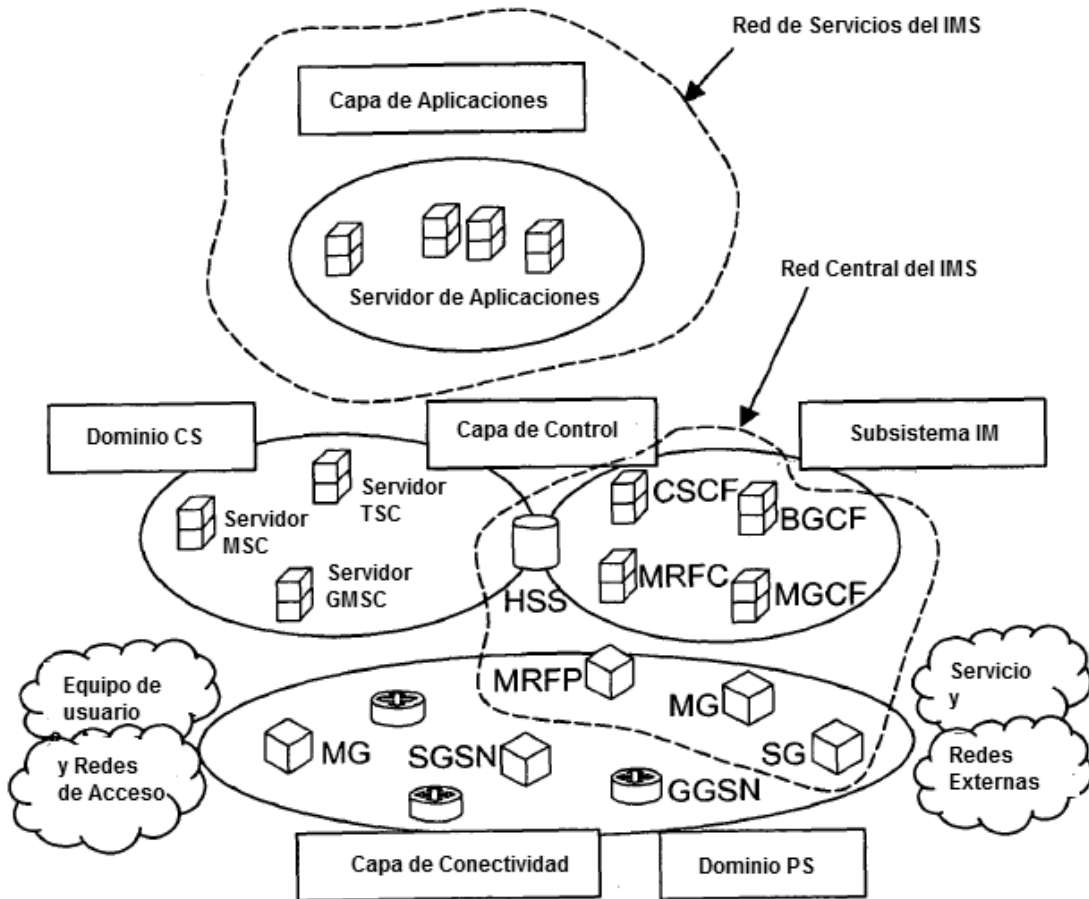 Red de Servicios del IMS
Capa de Aplicaciones
Servidor de Aplicaciones
Red Central del IMS
Dominio CS
Capa de Control
Subsistema IM
Servidor
TSC
Servidor
MSC
Servidor
GMSC
HSS
CSCF
BGCF
MRFC
MGCF
Equipo de
usuario
y Redes
de Acceso
MRFP
MG
SG
MG
SGSN
GGSN
Servicio
y
Redes
Externas
Capa de Conectividad
Dominio PS